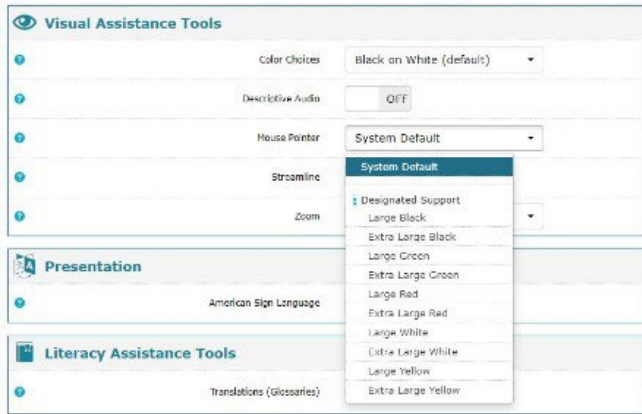 Visual Assistance Tools
Color Choices
Black on White (default)
Descriptive Audio
OFF
Mouse Pointer
System Default
System Default
Streamline
Designated Support
Zoom
Large Black
Extra Large Black
Large Green
Extra Large Green
Large Red
Extra Large Red
Large White
Extra Large White
Large Yellow
Extra Large Yellow
Presentation
American Sign Language
Literacy Assistance Tools
Translations (Glossaries)